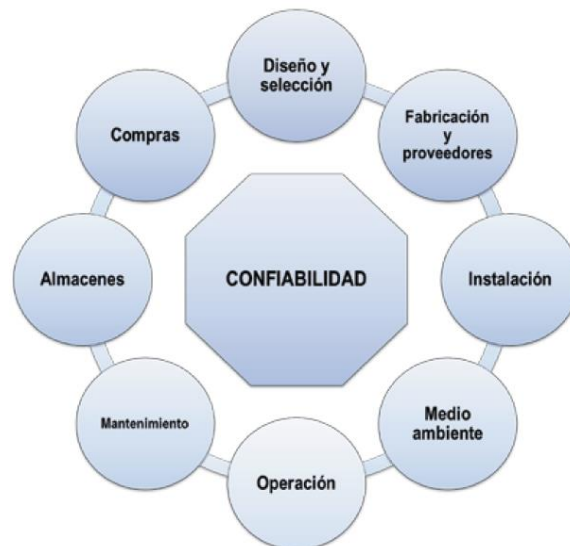 Diseño y
selección
Fabricación
y
proveedores
Compras
CONFIABILIDAD
Almacenes
Instalación
Mantenimiento
Medio
ambiente
Operación